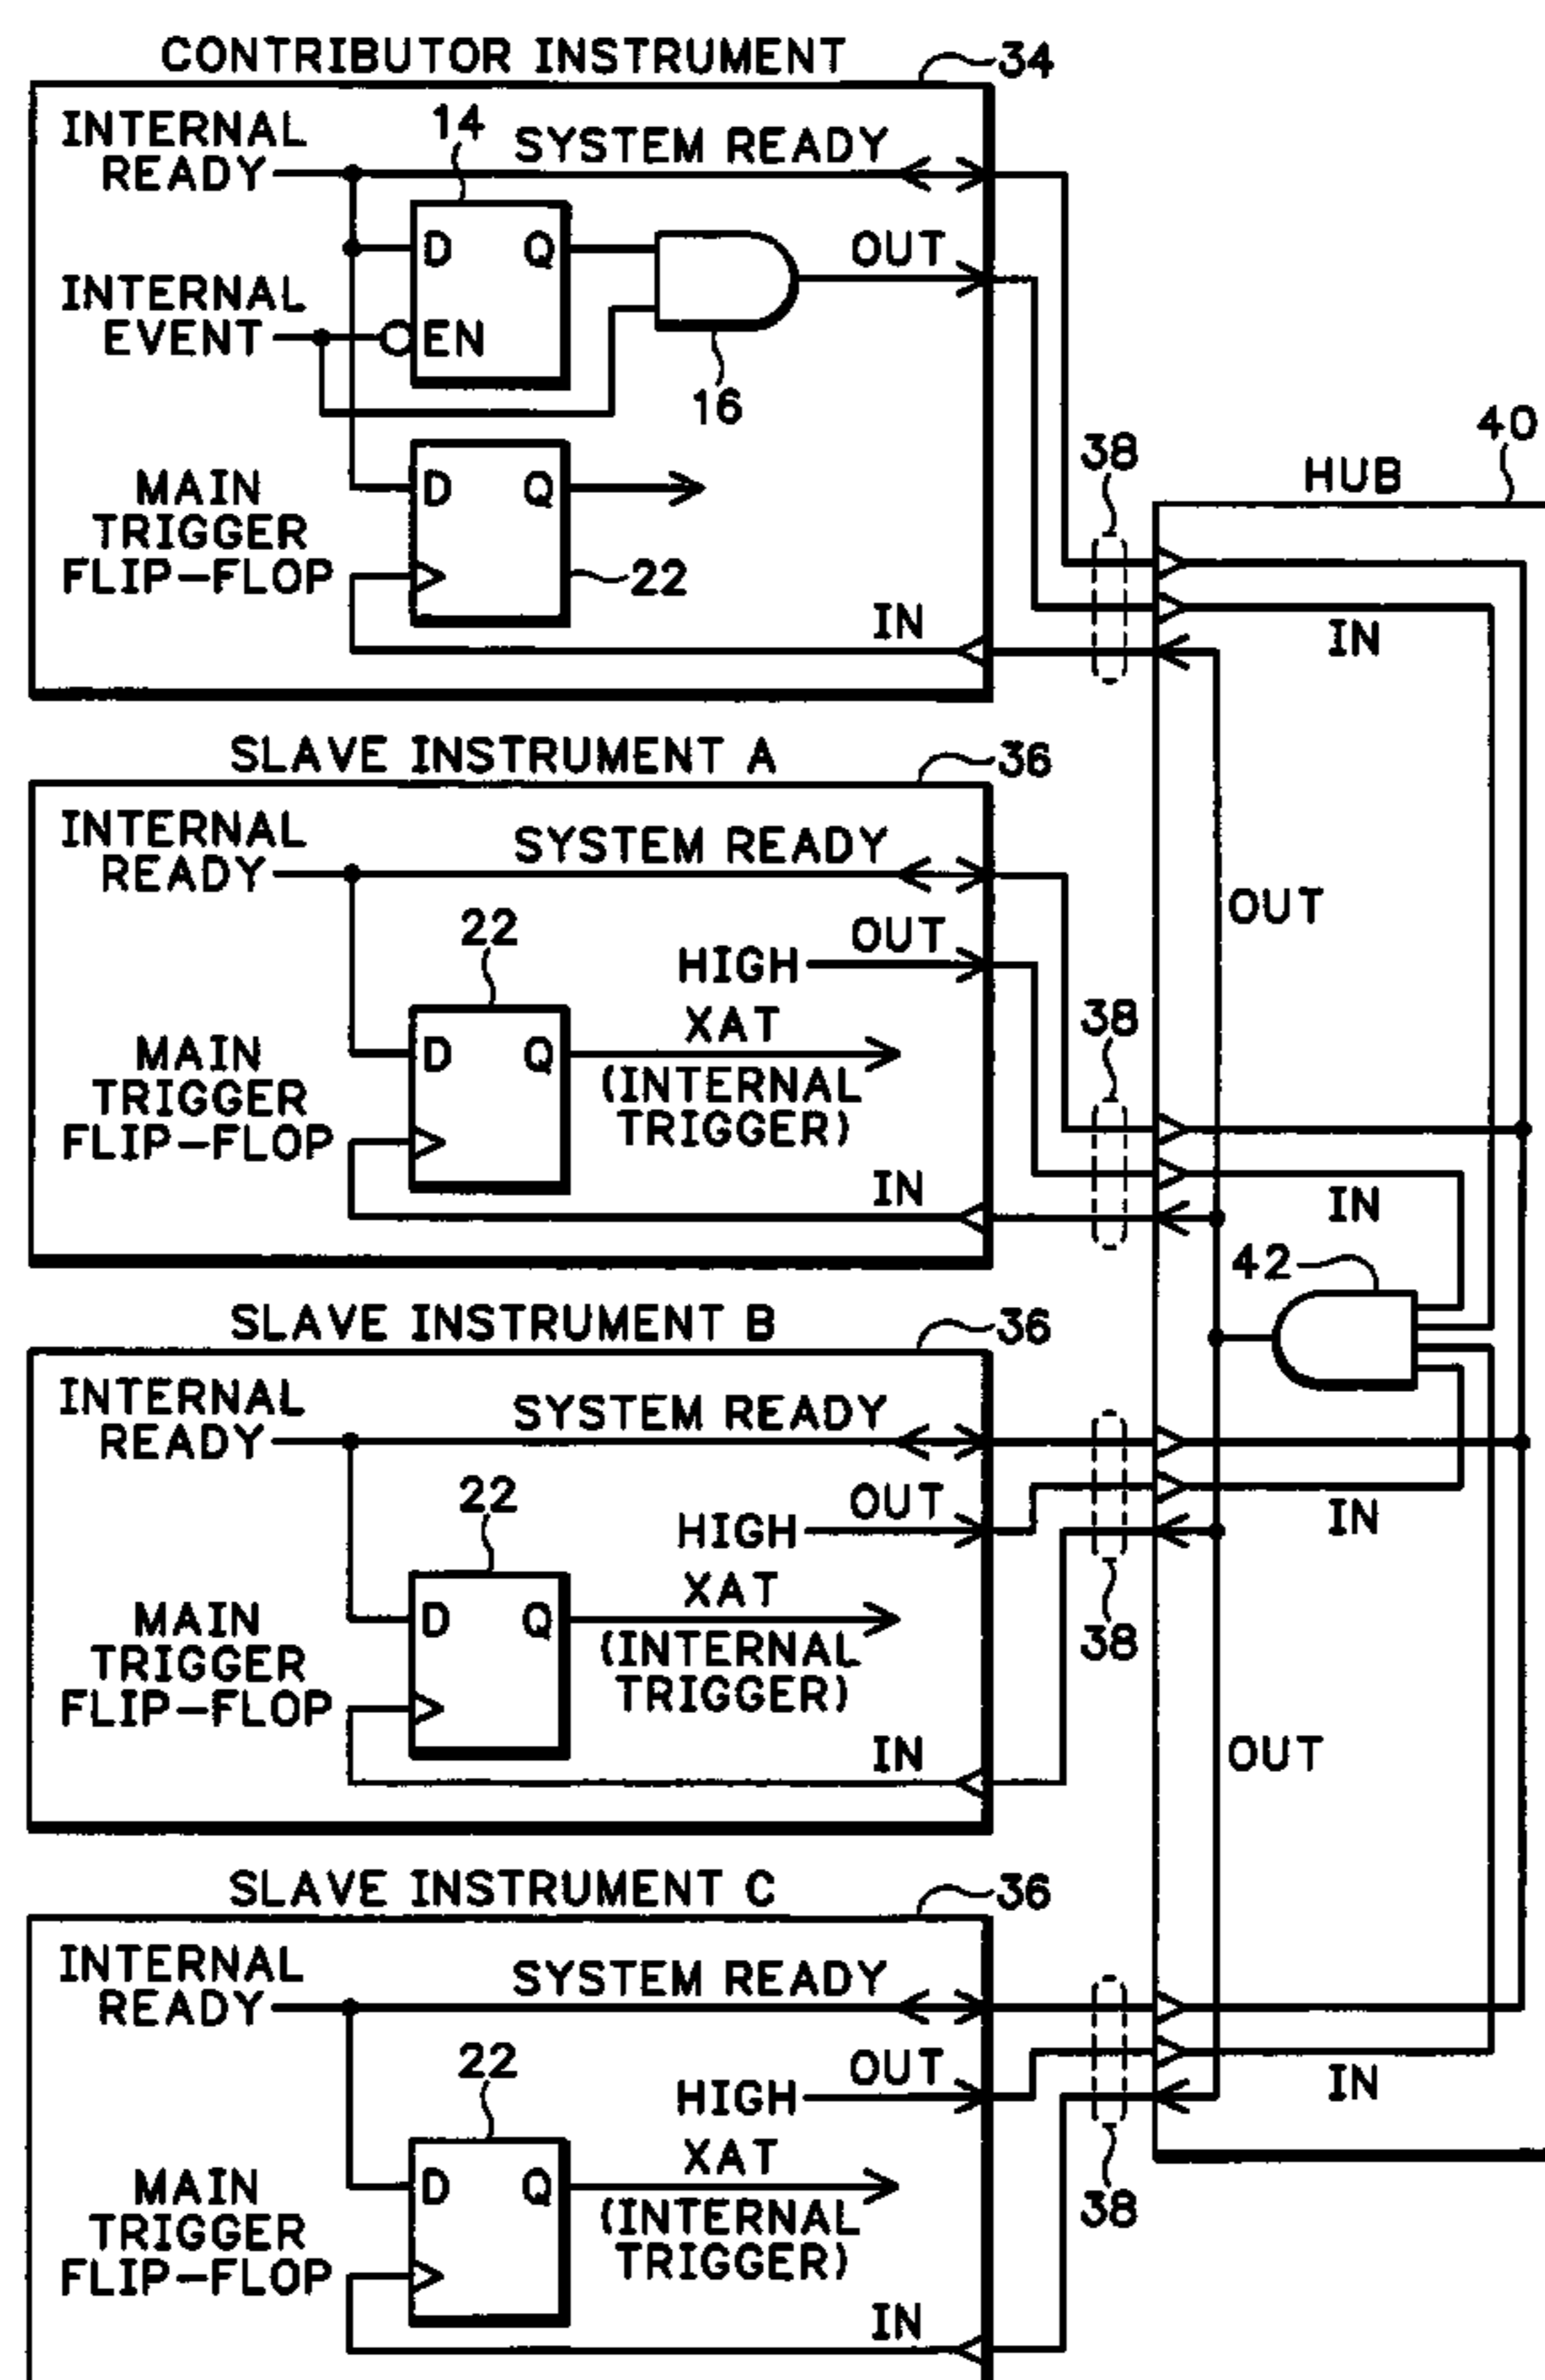 CONTRIBUTOR INSTRUMENT
34
INTERNAL
READY
14
SYSTEM READY
D
Q
OUT
INTERNAL
EVENT
EN
16
MAIN
TRIGGER
FLIP-FLOP
D
Q
22
IN
38
HUB
40
IN
SLAVE INSTRUMENT A
36
INTERNAL
READY
SYSTEM READY
OUT
22
HIGH
OUT
XAT
(INTERNAL
TRIGGER)
MAIN
TRIGGER
FLIP-FLOP
D
Q
38
IN
IN
42
SLAVE INSTRUMENT B
36
INTERNAL
READY
SYSTEM READY
22
HIGH
OUT
XAT
(INTERNAL
TRIGGER)
MAIN
TRIGGER
FLIP-FLOP
D
Q
38
IN
IN
OUT
SLAVE INSTRUMENT C
36
INTERNAL
READY
SYSTEM READY
22
HIGH
OUT
XAT
(INTERNAL
TRIGGER)
MAIN
TRIGGER
FLIP-FLOP
D
Q
38
IN
IN